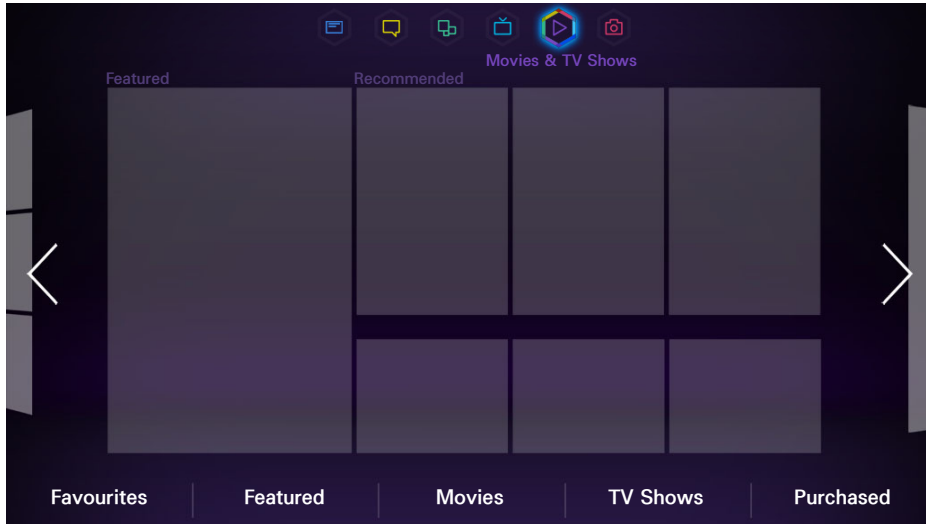 Movies & TV Shows
Featured Recommended
Favourites Featured Movies TV Shows Purchased